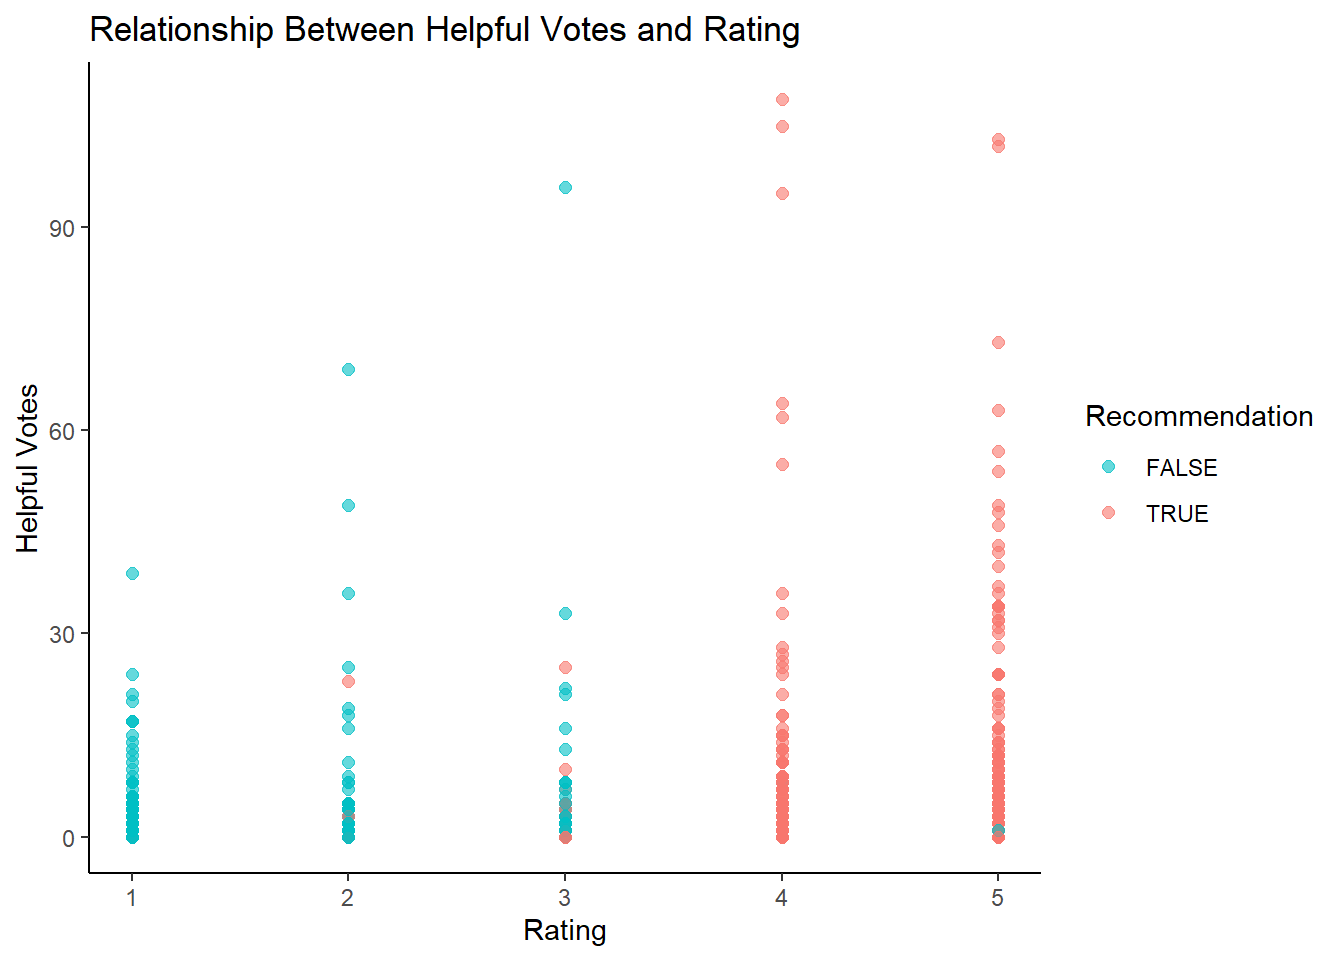 Relationship Between Helpful Votes and Rating
Helpful Votes
90
60
30
0
1 2 3 4 5
Rating
Recommendation
FALSE
TRUE